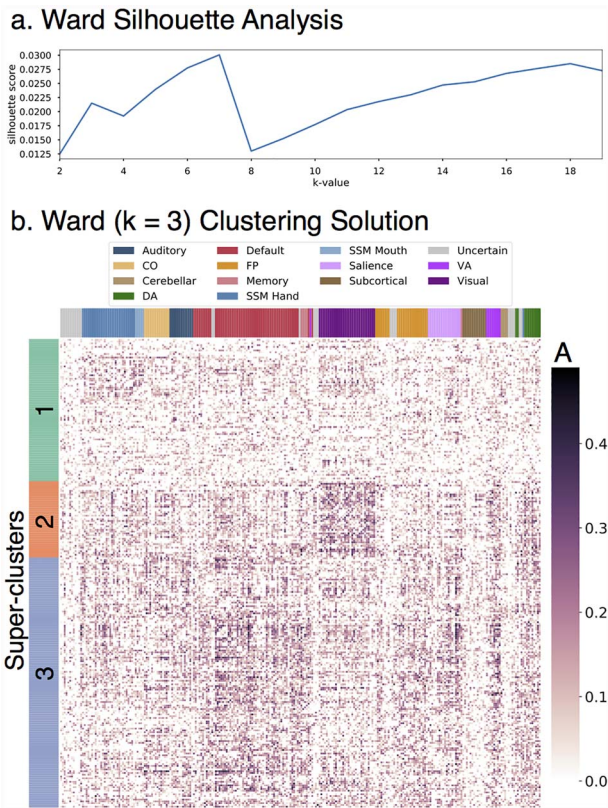 a. Ward Silhouette Analysis
silhouette score
0.0300
0.0275
0.0250
0.0225
0.0200
0.0175
0.0150
0.0125
2 4 6 8 10 12 14 16 18
k-value
b. Ward (k = 3) Clustering Solution
Auditory Default SSM Mouth Uncertain
CO FP Salience VA
Cerebellar Memory Subcortical Visual
DA SSM Hand
A
Super-clusters
1
2
3
0.4
0.3
0.2
0.1
0.0